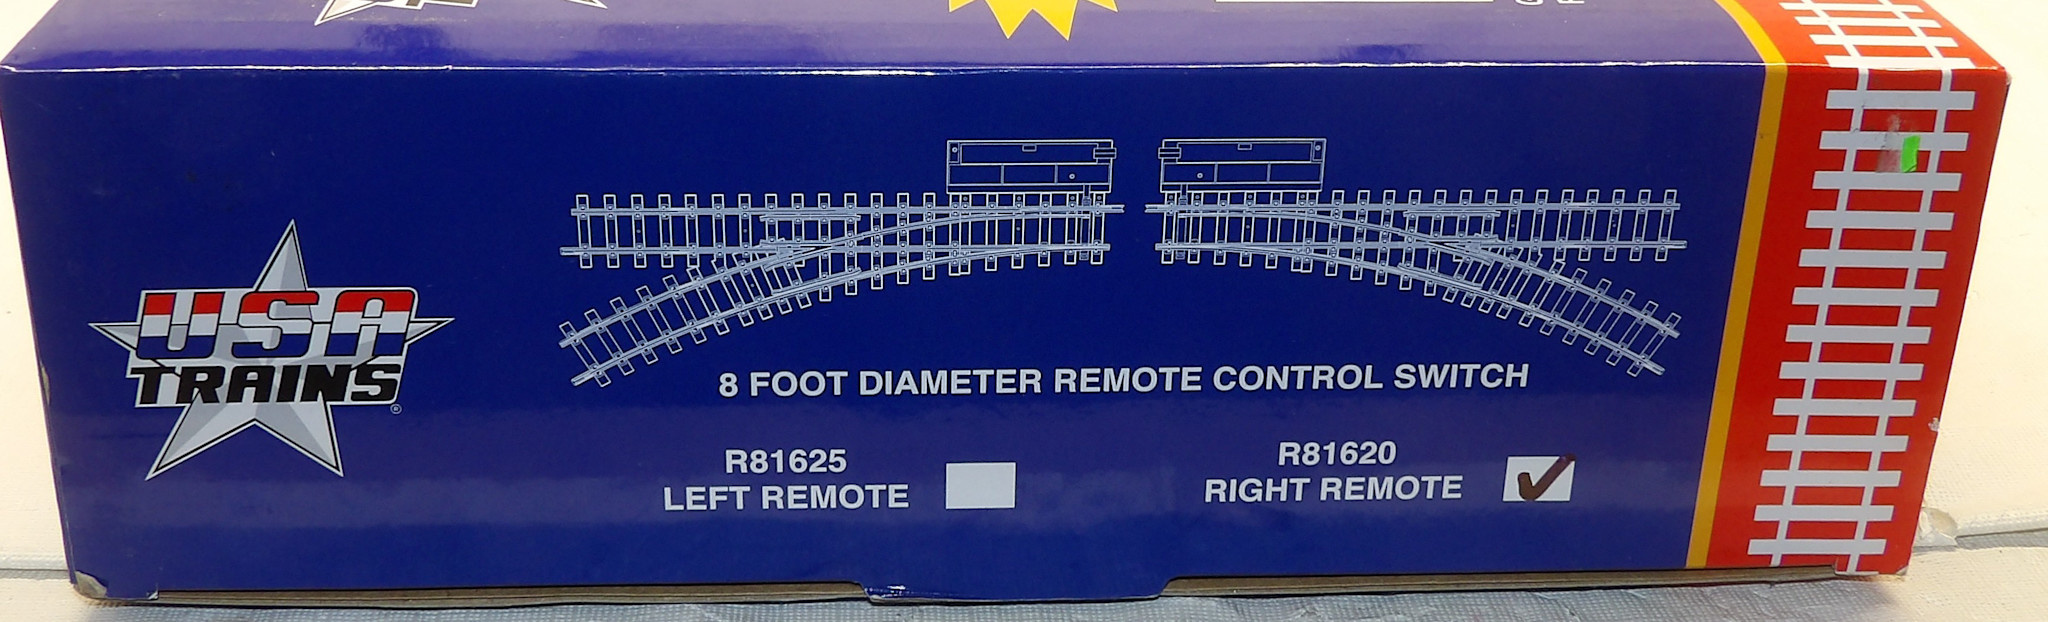 USA
TRAINS®
8 FOOT DIAMETER REMOTE CONTROL SWITCH
R81625
LEFT REMOTE
R81620
RIGHT REMOTE